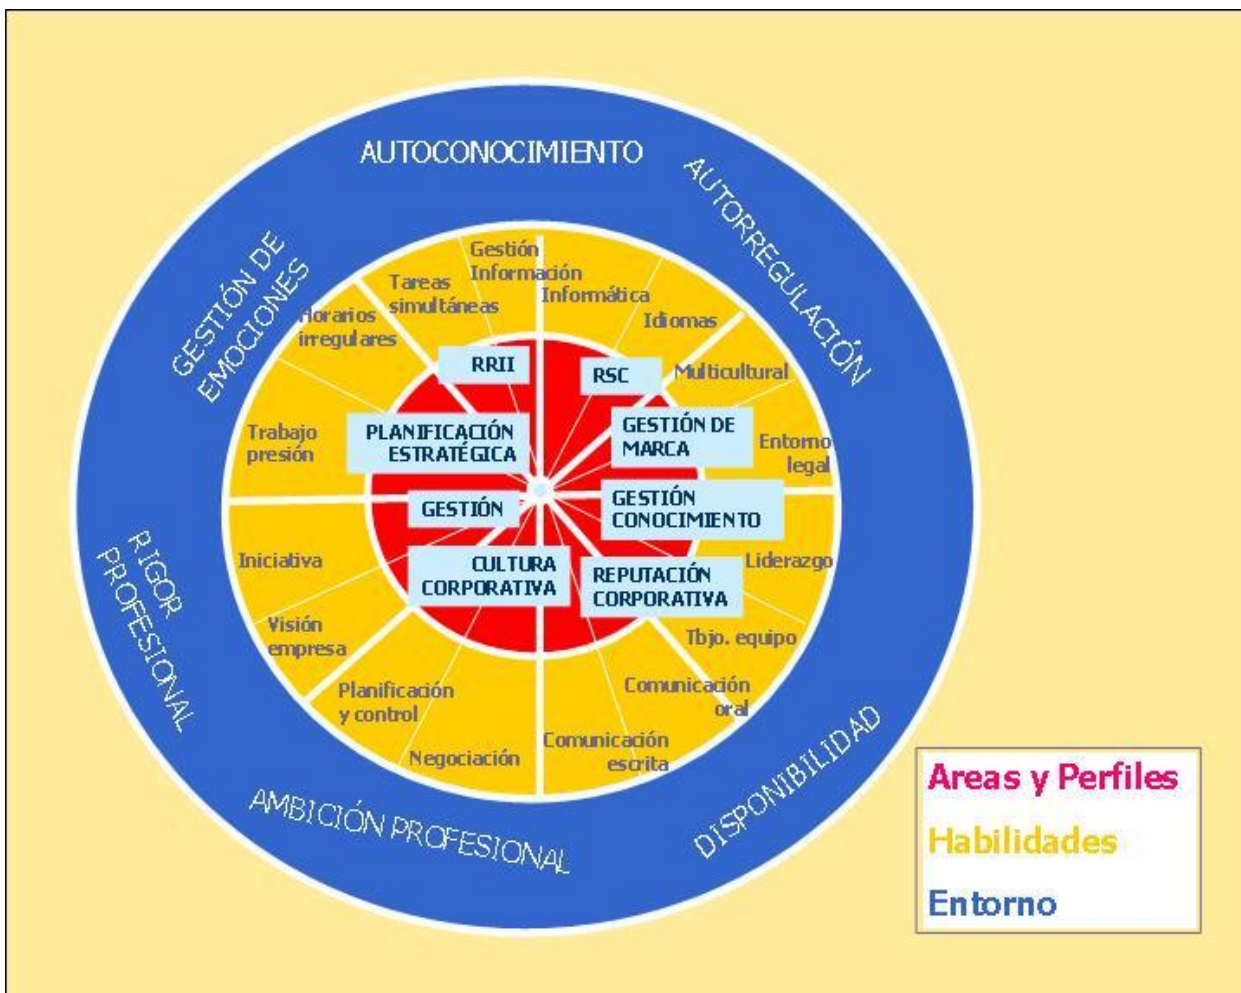 AUTOCONOCIMIENTO
AUTORREGULACIÓN
DISPONIBILIDAD
AMBICIÓN PROFESIONAL
RIGOR
PROFESIONAL
GESTIÓN DE
EMOCIONES
Gestión
Información
Informática
Idiomas
Multicultural
Entorno
legal
Liderazgo
Tbjo. equipo
Comunicación
oral
Comunicación
escrita
Negociación
Planificación
y control
Visión
empresa
Iniciativa
Trabajo
presión
Horarios
irregulares
Tareas
simultáneas
RRII
RSC
GESTIÓN DE
MARCA
GESTIÓN
CONOCIMIENTO
REPUTACIÓN
CORPORATIVA
CULTURA
CORPORATIVA
GESTIÓN
PLANIFICACIÓN
ESTRATÉGICA
Areas y Perfiles
Habilidades
Entorno